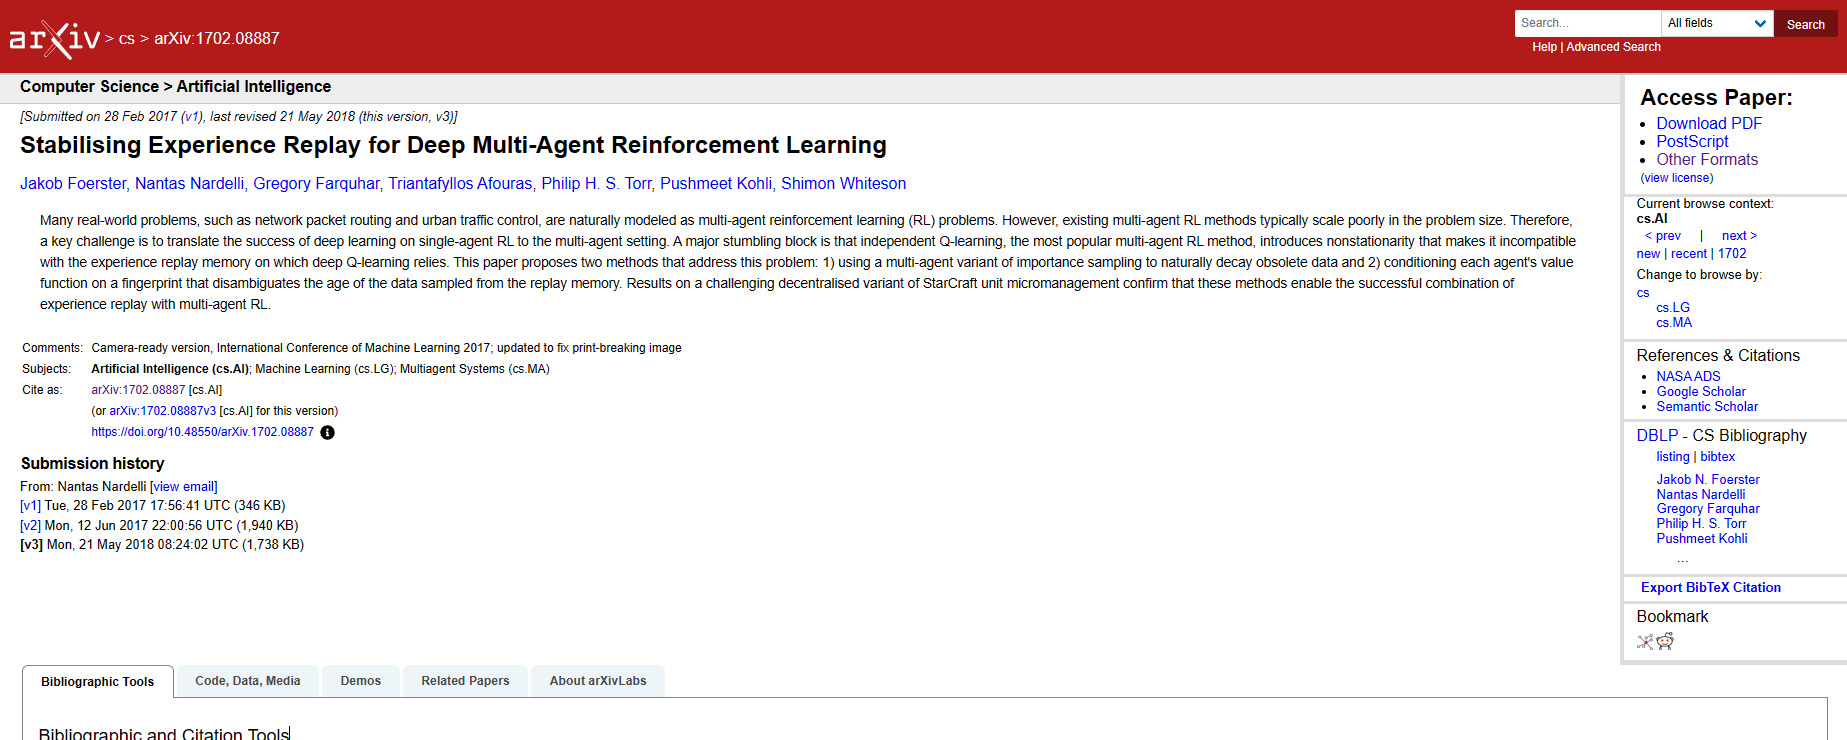 arXiv > cs > arXiv:1702.08887
Search...
All fields
Search
Help | Advanced Search
Computer Science > Artificial Intelligence
[Submitted on 28 Feb 2017 (v1), last revised 21 May 2018 (this version, v3)]
Stabilising Experience Replay for Deep Multi-Agent Reinforcement Learning
Jakob Foerster, Nantas Nardelli, Gregory Farquhar, Triantafyllos Afouras, Philip H. S. Torr, Pushmeet Kohli, Shimon Whiteson
Many real-world problems, such as network packet routing and urban traffic control, are naturally modeled as multi-agent reinforcement learning (RL) problems. However, existing multi-agent RL methods typically scale poorly in the problem size. Therefore,
a key challenge is to translate the success of deep learning on single-agent RL to the multi-agent setting. A major stumbling block is that independent Q-learning, the most popular multi-agent RL method, introduces nonstationarity that makes it incompatible
with the experience replay memory on which deep Q-learning relies. This paper proposes two methods that address this problem: 1) using a multi-agent variant of importance sampling to naturally decay obsolete data and 2) conditioning each agent's value
function on a fingerprint that disambiguates the age of the data sampled from the replay memory. Results on a challenging decentralised variant of StarCraft unit micromanagement confirm that these methods enable the successful combination of
experience replay with multi-agent RL.
Comments: Camera-ready version, International Conference of Machine Learning 2017; updated to fix print-breaking image
Subjects: Artificial Intelligence (cs.AI); Machine Learning (cs.LG); Multiagent Systems (cs.MA)
Cite as: arXiv:1702.08887 [cs.AI]
(or arXiv:1702.08887v3 [cs.AI] for this version)
https://doi.org/10.48550/arXiv.1702.08887
Submission history
From: Nantas Nardelli [view email]
[v1] Tue, 28 Feb 2017 17:56:41 UTC (346 KB)
[v2] Mon, 12 Jun 2017 22:00:56 UTC (1,940 KB)
[v3] Mon, 21 May 2018 08:24:02 UTC (1,738 KB)
Access Paper:
Download PDF
PostScript
Other Formats
(view license)
Current browse context:
cs.AI
< prev | next >
new | recent | 1702
Change to browse by:
cs
cs.LG
cs.MA
References & Citations
NASA ADS
Google Scholar
Semantic Scholar
DBLP - CS Bibliography
listing | bibtex
Jakob N. Foerster
Nantas Nardelli
Gregory Farquhar
Philip H. S. Torr
Pushmeet Kohli
...
Export BibTeX Citation
Bookmark
Bibliographic Tools
Code, Data, Media
Demos
Related Papers
About arXivLabs
Bibliographic and Citation Tools